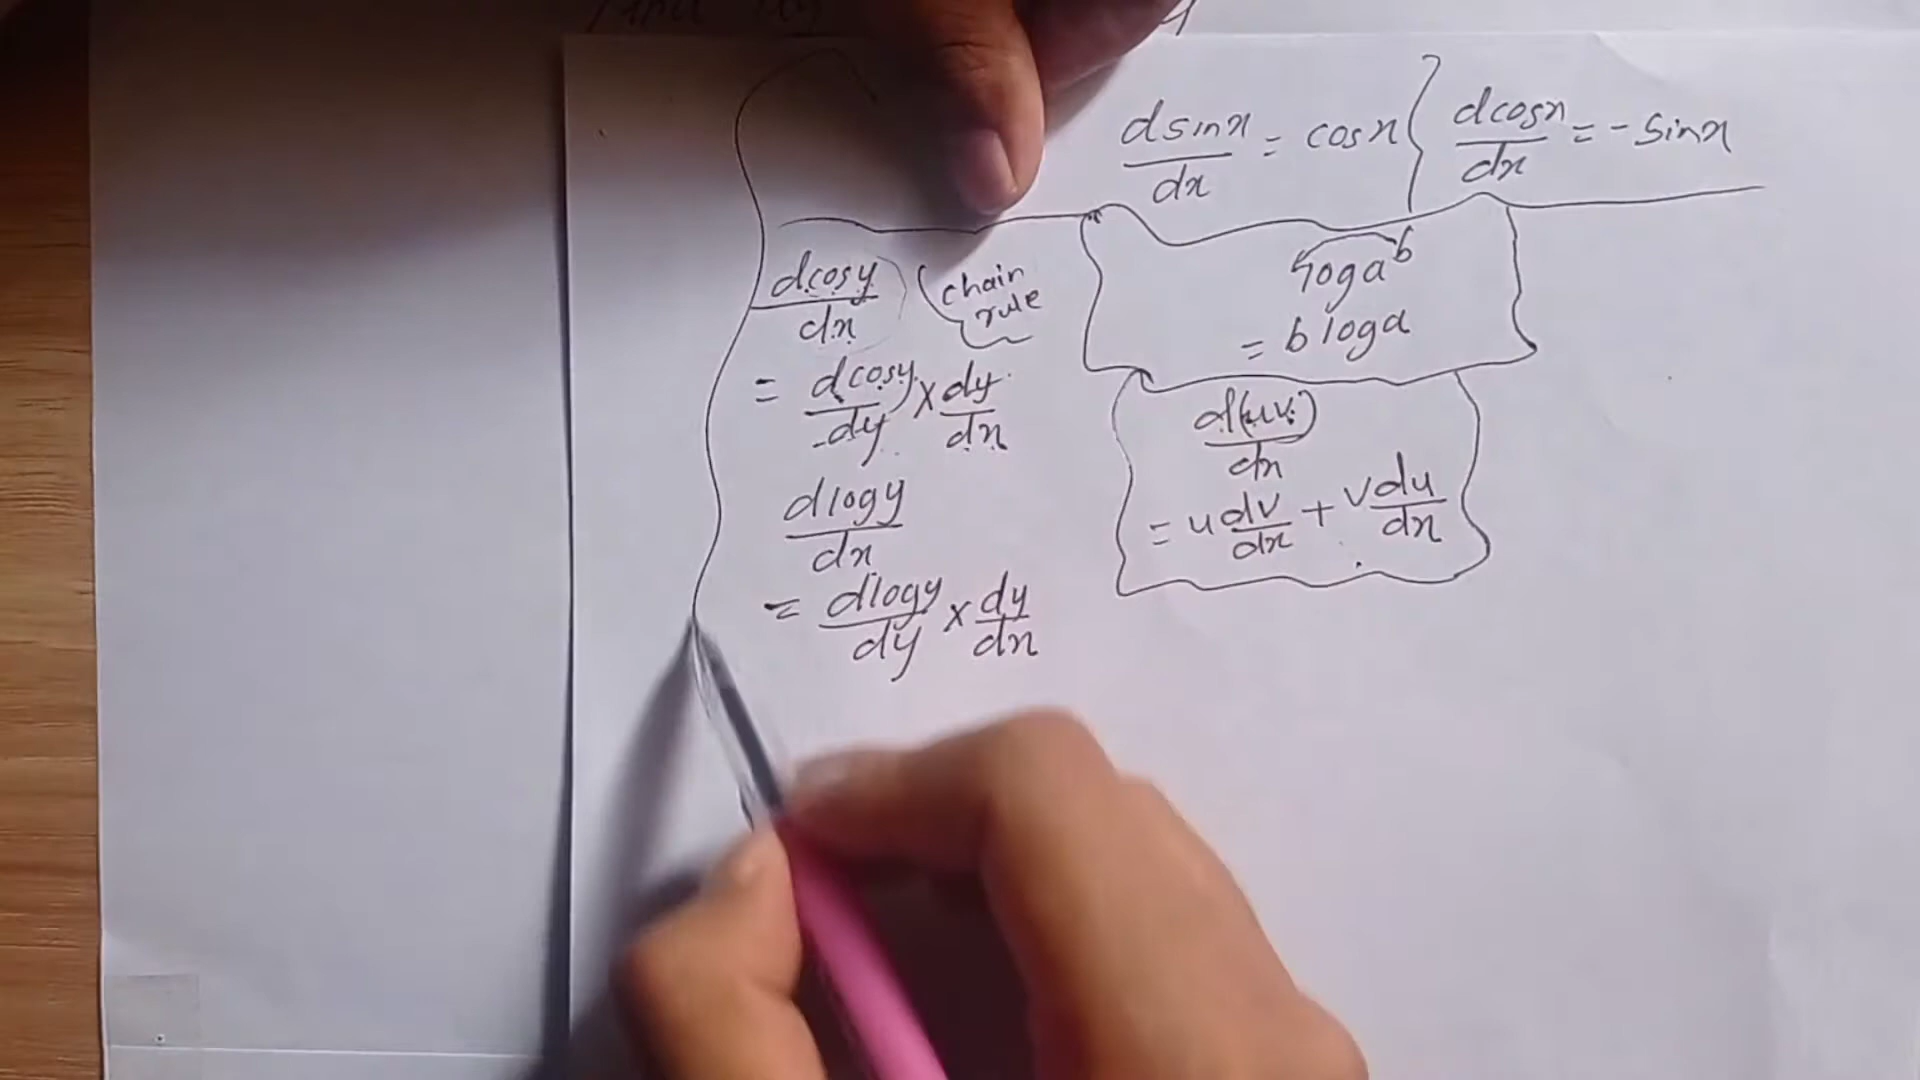 dsinx/dx = cosx { dcosx/dx = -sinx
dcosy/dx (chain rule
= dcosy/dy × dy/dx
dlogy/dx
= dlogy/dy × dy/dx
loga^b
= b loga
d(uv)/dx
= u dv/dx + v du/dx